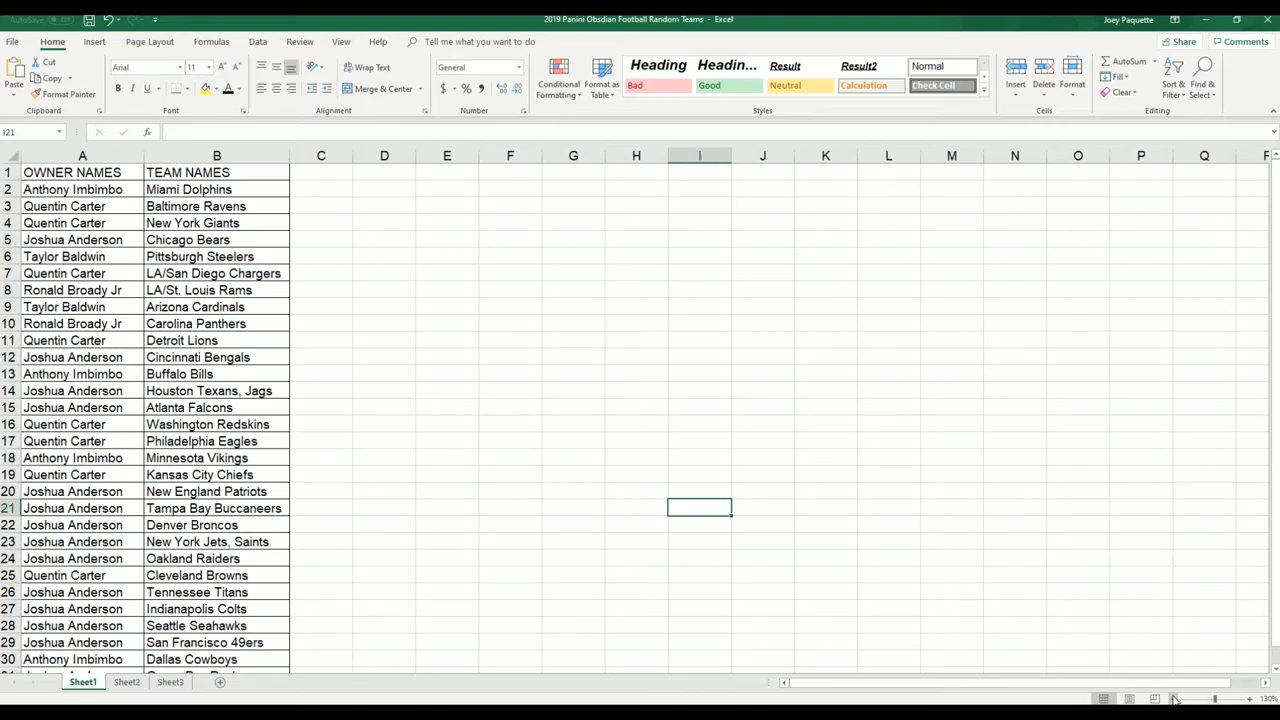 AutoSave Off 2019 Panini Obsdian Football Random Teams - Excel Joey Paquette
File Home Insert Page Layout Formulas Data Review View Help Tell me what you want to do Share Comments
Paste Cut Copy Format Painter
Arial 11
B I U
Wrap Text
Merge & Center
General
$ % 9
Conditional Formatting Format as Table
Heading Headin... Result Result2 Normal
Bad Good Neutral Calculation Check Cell
Insert Delete Format
AutoSum Fill Clear
Sort & Filter Find & Select
Clipboard Font Alignment Number Styles Cells Editing
I21 fx
A B C D E F G H I J K L M N O P Q
1 OWNER NAMES TEAM NAMES
2 Anthony Imbimbo Miami Dolphins
3 Quentin Carter Baltimore Ravens
4 Quentin Carter New York Giants
5 Joshua Anderson Chicago Bears
6 Taylor Baldwin Pittsburgh Steelers
7 Quentin Carter LA/San Diego Chargers
8 Ronald Broady Jr LA/St. Louis Rams
9 Taylor Baldwin Arizona Cardinals
10 Ronald Broady Jr Carolina Panthers
11 Quentin Carter Detroit Lions
12 Joshua Anderson Cincinnati Bengals
13 Anthony Imbimbo Buffalo Bills
14 Joshua Anderson Houston Texans, Jags
15 Joshua Anderson Atlanta Falcons
16 Quentin Carter Washington Redskins
17 Quentin Carter Philadelphia Eagles
18 Anthony Imbimbo Minnesota Vikings
19 Quentin Carter Kansas City Chiefs
20 Joshua Anderson New England Patriots
21 Joshua Anderson Tampa Bay Buccaneers
22 Joshua Anderson Denver Broncos
23 Joshua Anderson New York Jets, Saints
24 Joshua Anderson Oakland Raiders
25 Quentin Carter Cleveland Browns
26 Joshua Anderson Tennessee Titans
27 Joshua Anderson Indianapolis Colts
28 Joshua Anderson Seattle Seahawks
29 Joshua Anderson San Francisco 49ers
30 Anthony Imbimbo Dallas Cowboys
Sheet1 Sheet2 Sheet3
130%